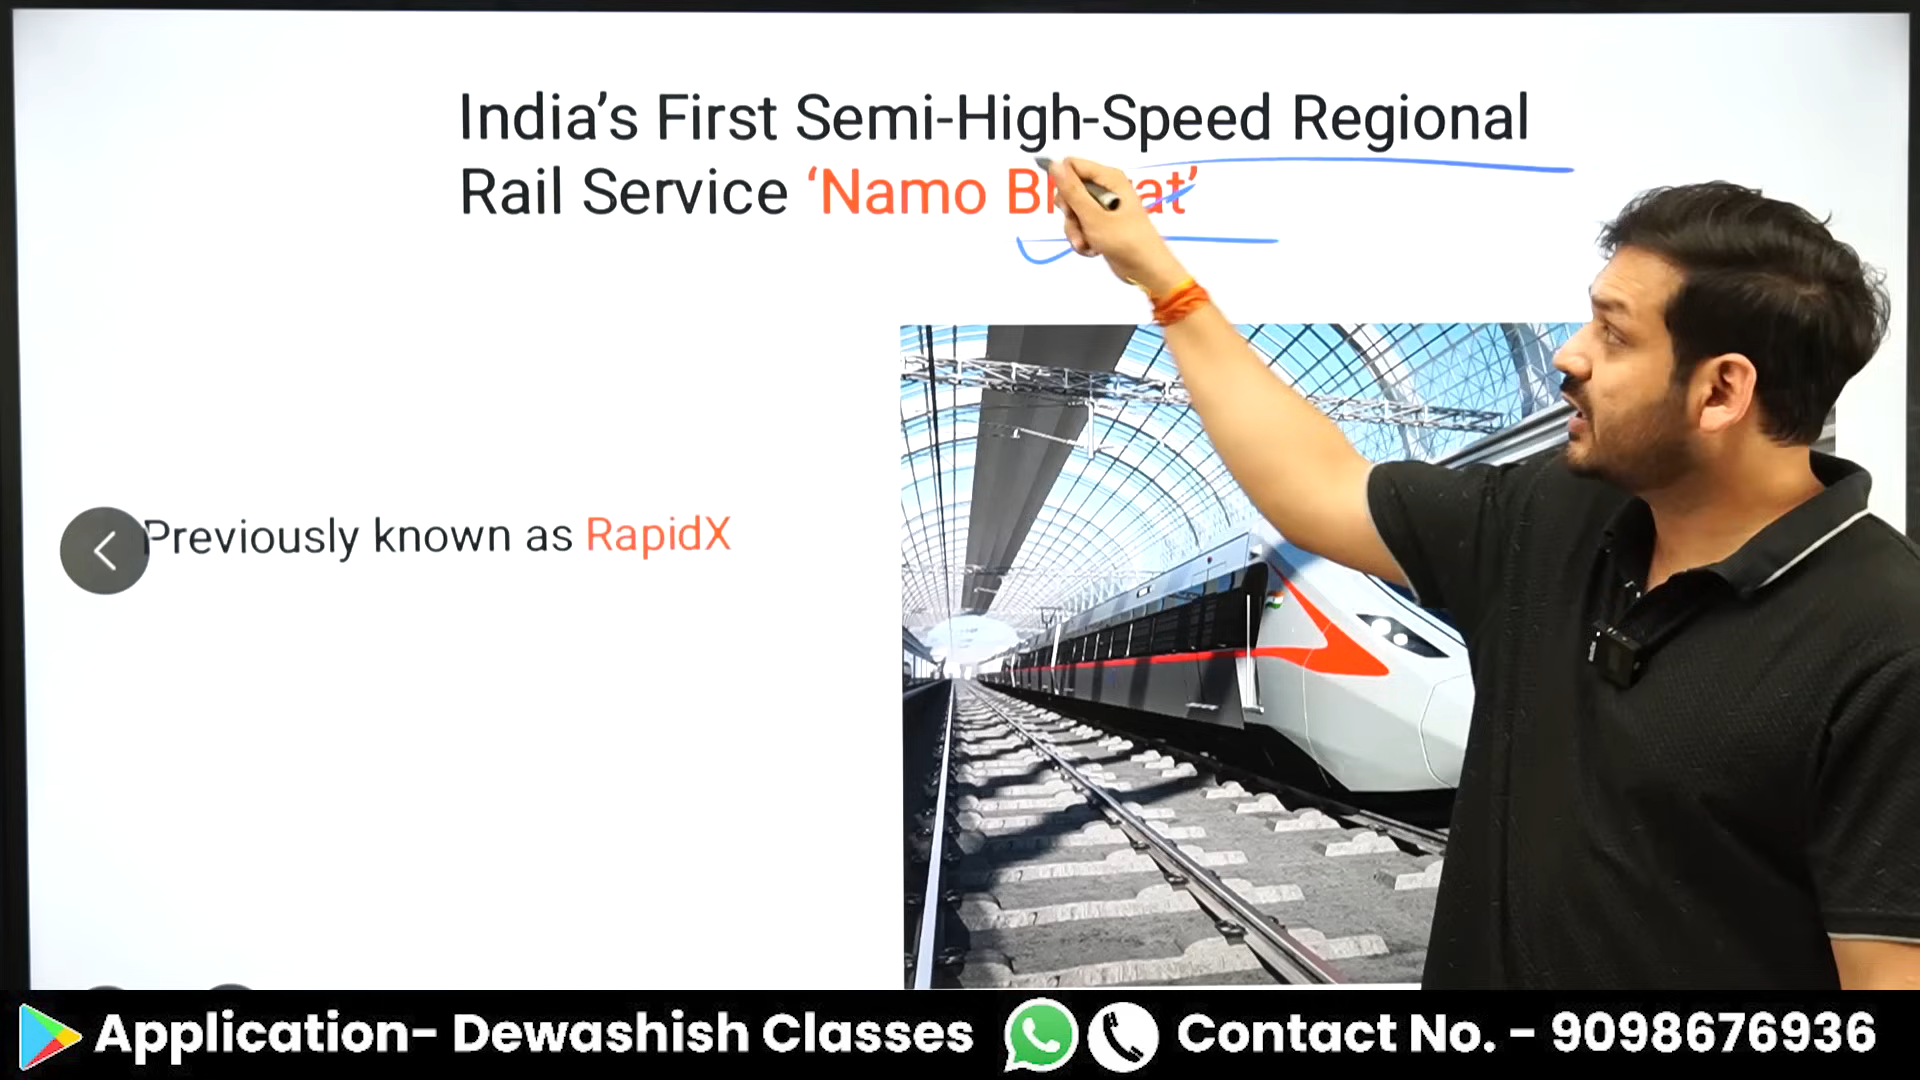 India’s First Semi-High-Speed Regional
Rail Service ‘Namo Bharat’
Previously known as RapidX
Application- Dewashish Classes
Contact No. - 9098676936